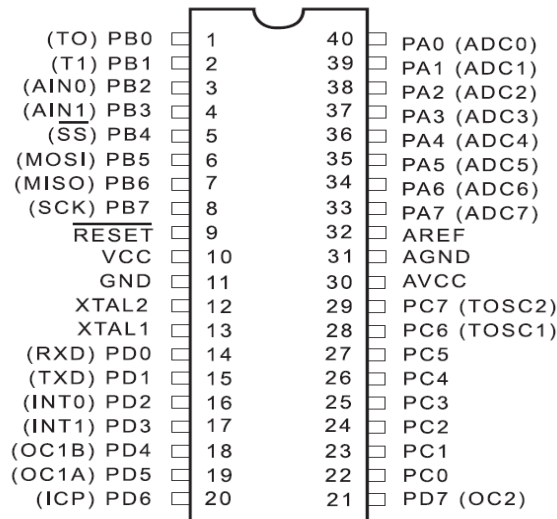 (TO) PB0 1 40 PA0 (ADC0)
(T1) PB1 2 39 PA1 (ADC1)
(AIN0) PB2 3 38 PA2 (ADC2)
(AIN1) PB3 4 37 PA3 (ADC3)
(SS) PB4 5 36 PA4 (ADC4)
(MOSI) PB5 6 35 PA5 (ADC5)
(MISO) PB6 7 34 PA6 (ADC6)
(SCK) PB7 8 33 PA7 (ADC7)
RESET 9 32 AREF
VCC 10 31 AGND
GND 11 30 AVCC
XTAL2 12 29 PC7 (TOSC2)
XTAL1 13 28 PC6 (TOSC1)
(RXD) PD0 14 27 PC5
(TXD) PD1 15 26 PC4
(INT0) PD2 16 25 PC3
(INT1) PD3 17 24 PC2
(OC1B) PD4 18 23 PC1
(OC1A) PD5 19 22 PC0
(ICP) PD6 20 21 PD7 (OC2)